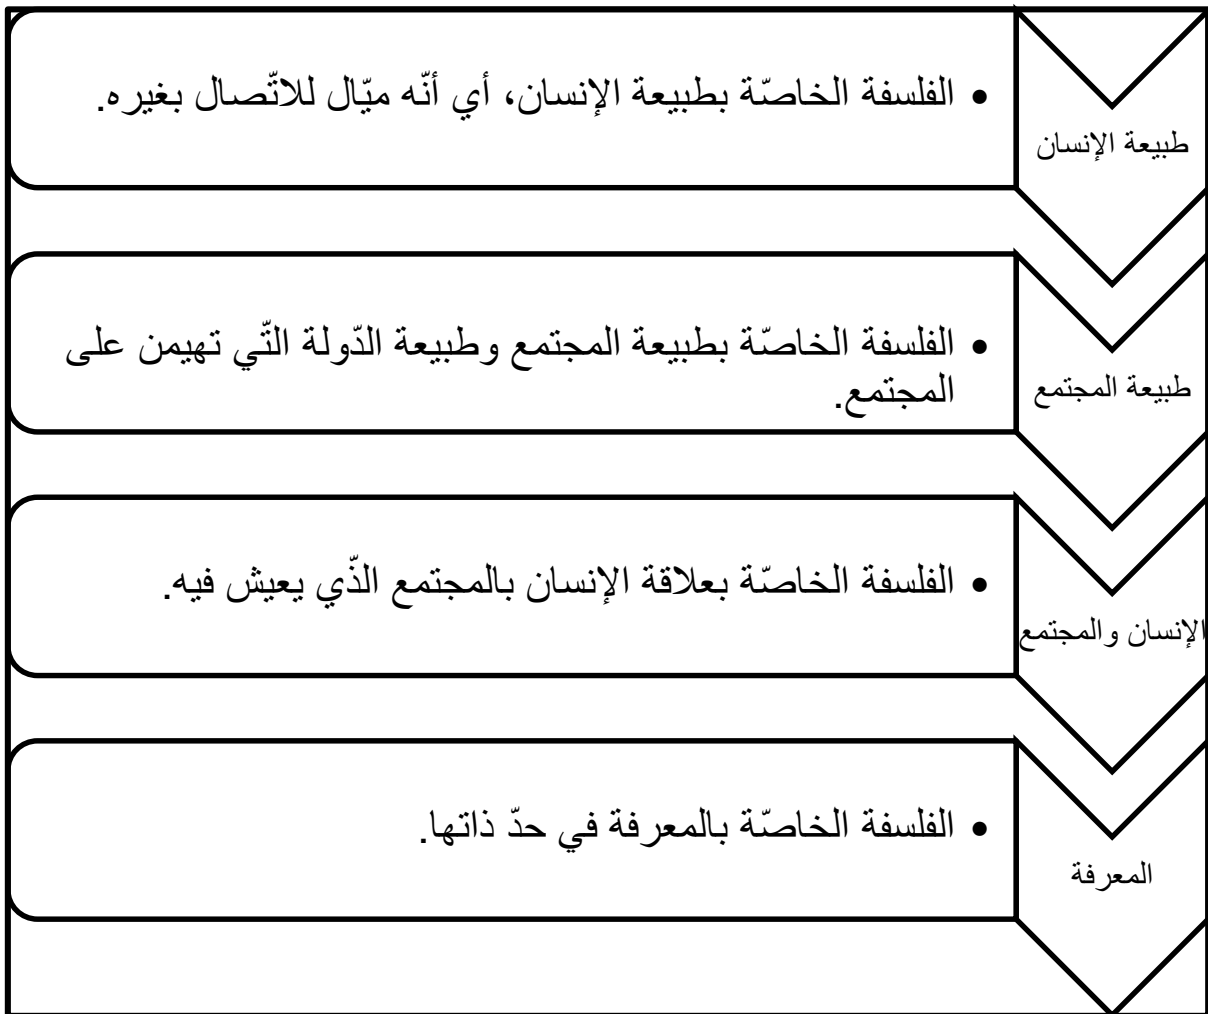 طبيعة الإنسان
• الفلسفة الخاصّة بطبيعة الإنسان، أي أنّه ميّال للاتّصال بغيره.
طبيعة المجتمع
• الفلسفة الخاصّة بطبيعة المجتمع وطبيعة الدّولة التّي تهيمن على
المجتمع.
الإنسان والمجتمع
• الفلسفة الخاصّة بعلاقة الإنسان بالمجتمع الذّي يعيش فيه.
المعرفة
• الفلسفة الخاصّة بالمعرفة في حدّ ذاتها.